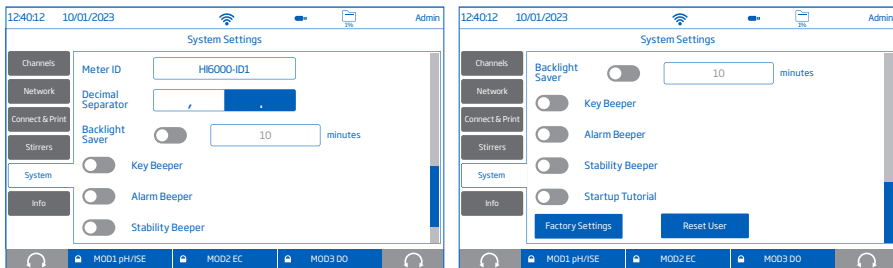 12:40:12 10/01/2023 1% Admin
System Settings
Channels
Network
Connect & Print
Stirrers
System
Info
Meter ID HI6000-ID1
Decimal Separator , .
Backlight Saver 10 minutes
Key Beeper
Alarm Beeper
Stability Beeper
MOD1 pH/ISE MOD2 EC MOD3 DO
12:40:12 10/01/2023 1% Admin
System Settings
Channels
Network
Connect & Print
Stirrers
System
Info
Backlight Saver 10 minutes
Key Beeper
Alarm Beeper
Stability Beeper
Startup Tutorial
Factory Settings Reset User
MOD1 pH/ISE MOD2 EC MOD3 DO